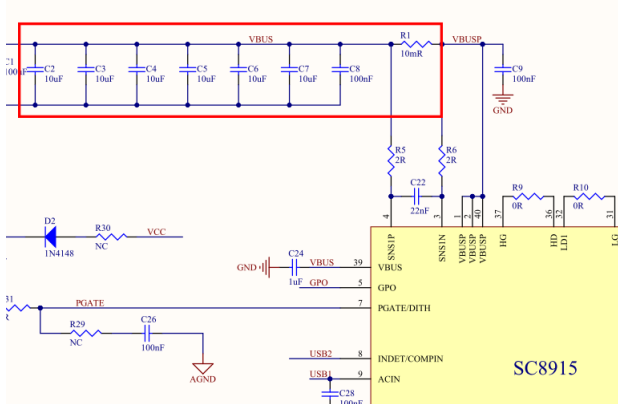 R1
VBUS
VBUSP
10mR
C1
C2
C3
C4
C5
C6
C7
C8
C9
100nF
10uF
10uF
10uF
10uF
10uF
10uF
100nF
100nF
GND
R5
2R
R6
2R
C22
22nF
R9
0R
R10
0R
4
3
1
2
40
37
36
32
31
SNS1P
SNS1N
VBUSP
VBUSP
VBUSP
HG
HD
LD1
LG
D2
1N4148
R30
NC
VCC
C24
GND
1uF
VBUS
39
VBUS
GPO
5
GPO
PGATE
7
PGATE/DITH
R29
NC
C26
100nF
AGND
USB2
8
INDET/COMPIN
USB1
9
ACIN
C28
100nF
SC8915